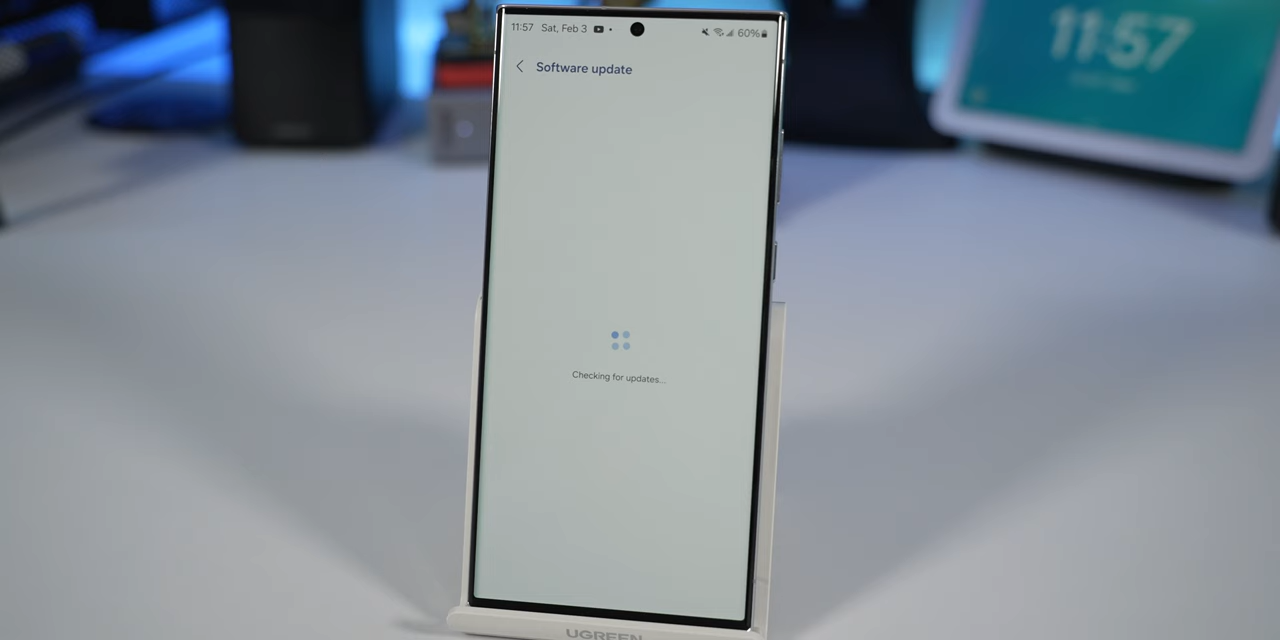 11:57 Sat, Feb 3
60%
11:57
Software update
Checking for updates...
UGREEN